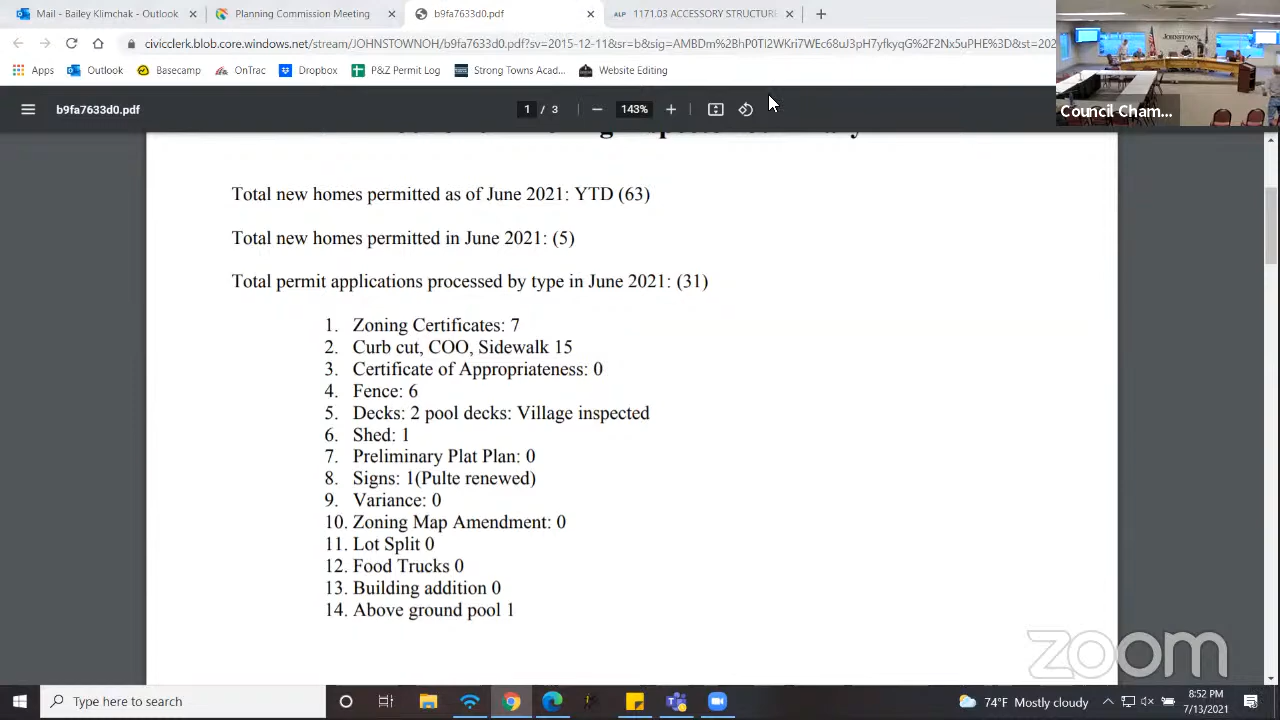 Mail - Bailey Klimchak - Outlook
Planning Commission Meeting
b9fa7633d0.pdf
1171.03 ACCESSORY STRUCTURE
Apps
Outlook
Basecamp
OnTrac
Dropbox
P&Z Permit Log
Strong Towns Acad...
Website Editing
JOHNSTOWN
Council Cham...
b9fa7633d0.pdf
1 / 3
143%
Total new homes permitted as of June 2021: YTD (63)
Total new homes permitted in June 2021: (5)
Total permit applications processed by type in June 2021: (31)
1. Zoning Certificates: 7
2. Curb cut, COO, Sidewalk 15
3. Certificate of Appropriateness: 0
4. Fence: 6
5. Decks: 2 pool decks: Village inspected
6. Shed: 1
7. Preliminary Plat Plan: 0
8. Signs: 1(Pulte renewed)
9. Variance: 0
10. Zoning Map Amendment: 0
11. Lot Split 0
12. Food Trucks 0
13. Building addition 0
14. Above ground pool 1
zoom
Type here to search
74°F Mostly cloudy
8:52 PM
7/13/2021